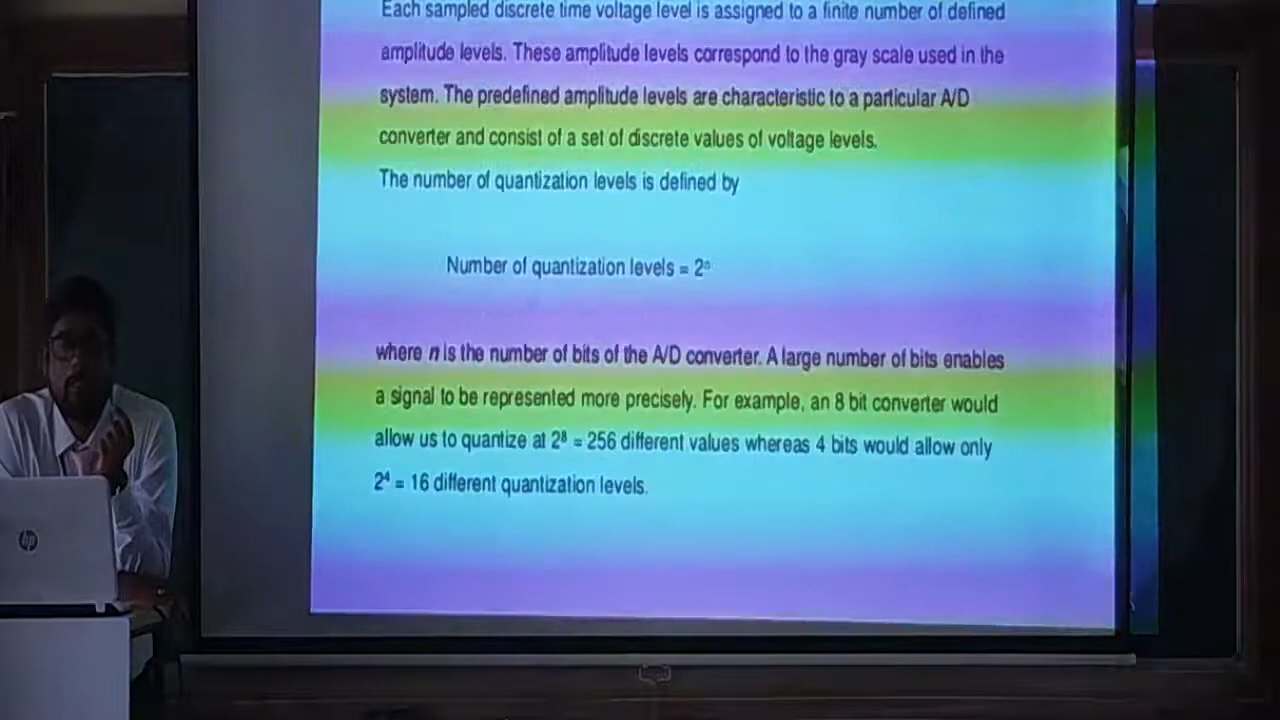 Each sampled discrete time voltage level is assigned to a finite number of defined
amplitude levels. These amplitude levels correspond to the gray scale used in the
system. The predefined amplitude levels are characteristic to a particular A/D
converter and consist of a set of discrete values of voltage levels.
The number of quantization levels is defined by
Number of quantization levels = 2ⁿ
where n is the number of bits of the A/D converter. A large number of bits enables
a signal to be represented more precisely. For example, an 8 bit converter would
allow us to quantize at 2⁸ = 256 different values whereas 4 bits would allow only
2⁴ = 16 different quantization levels.
hp